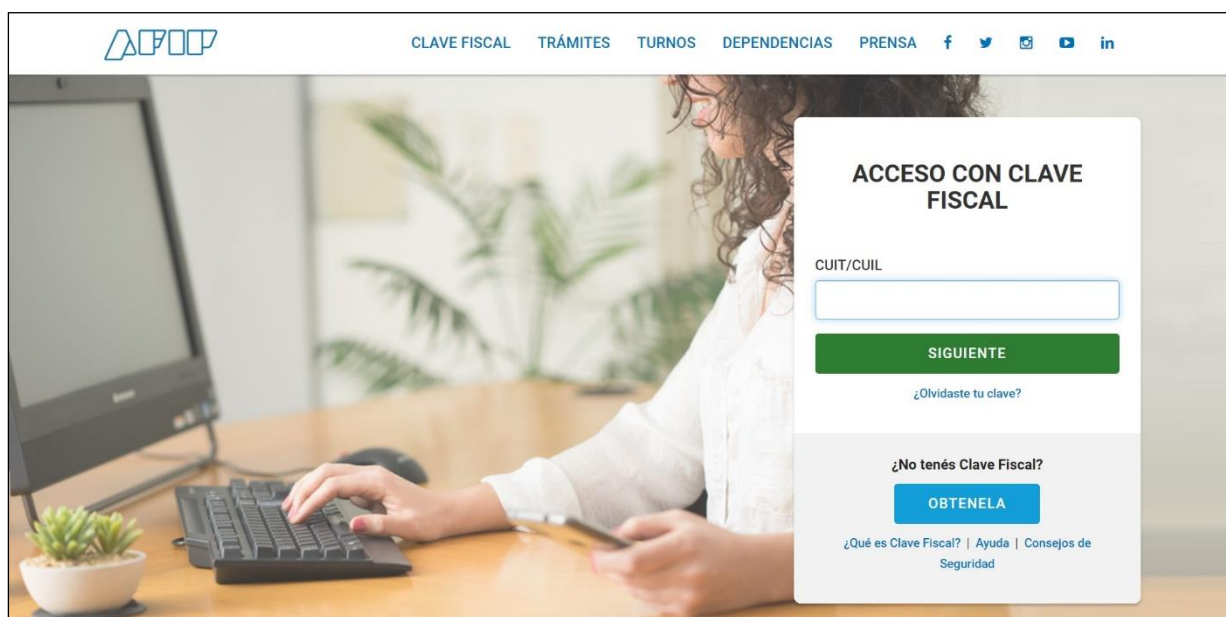 AFIP
CLAVE FISCAL TRÁMITES TURNOS DEPENDENCIAS PRENSA f in
ACCESO CON CLAVE
FISCAL
CUIT/CUIL
SIGUIENTE
¿Olvidaste tu clave?
¿No tenés Clave Fiscal?
OBTENELA
¿Qué es Clave Fiscal? | Ayuda | Consejos de
Seguridad